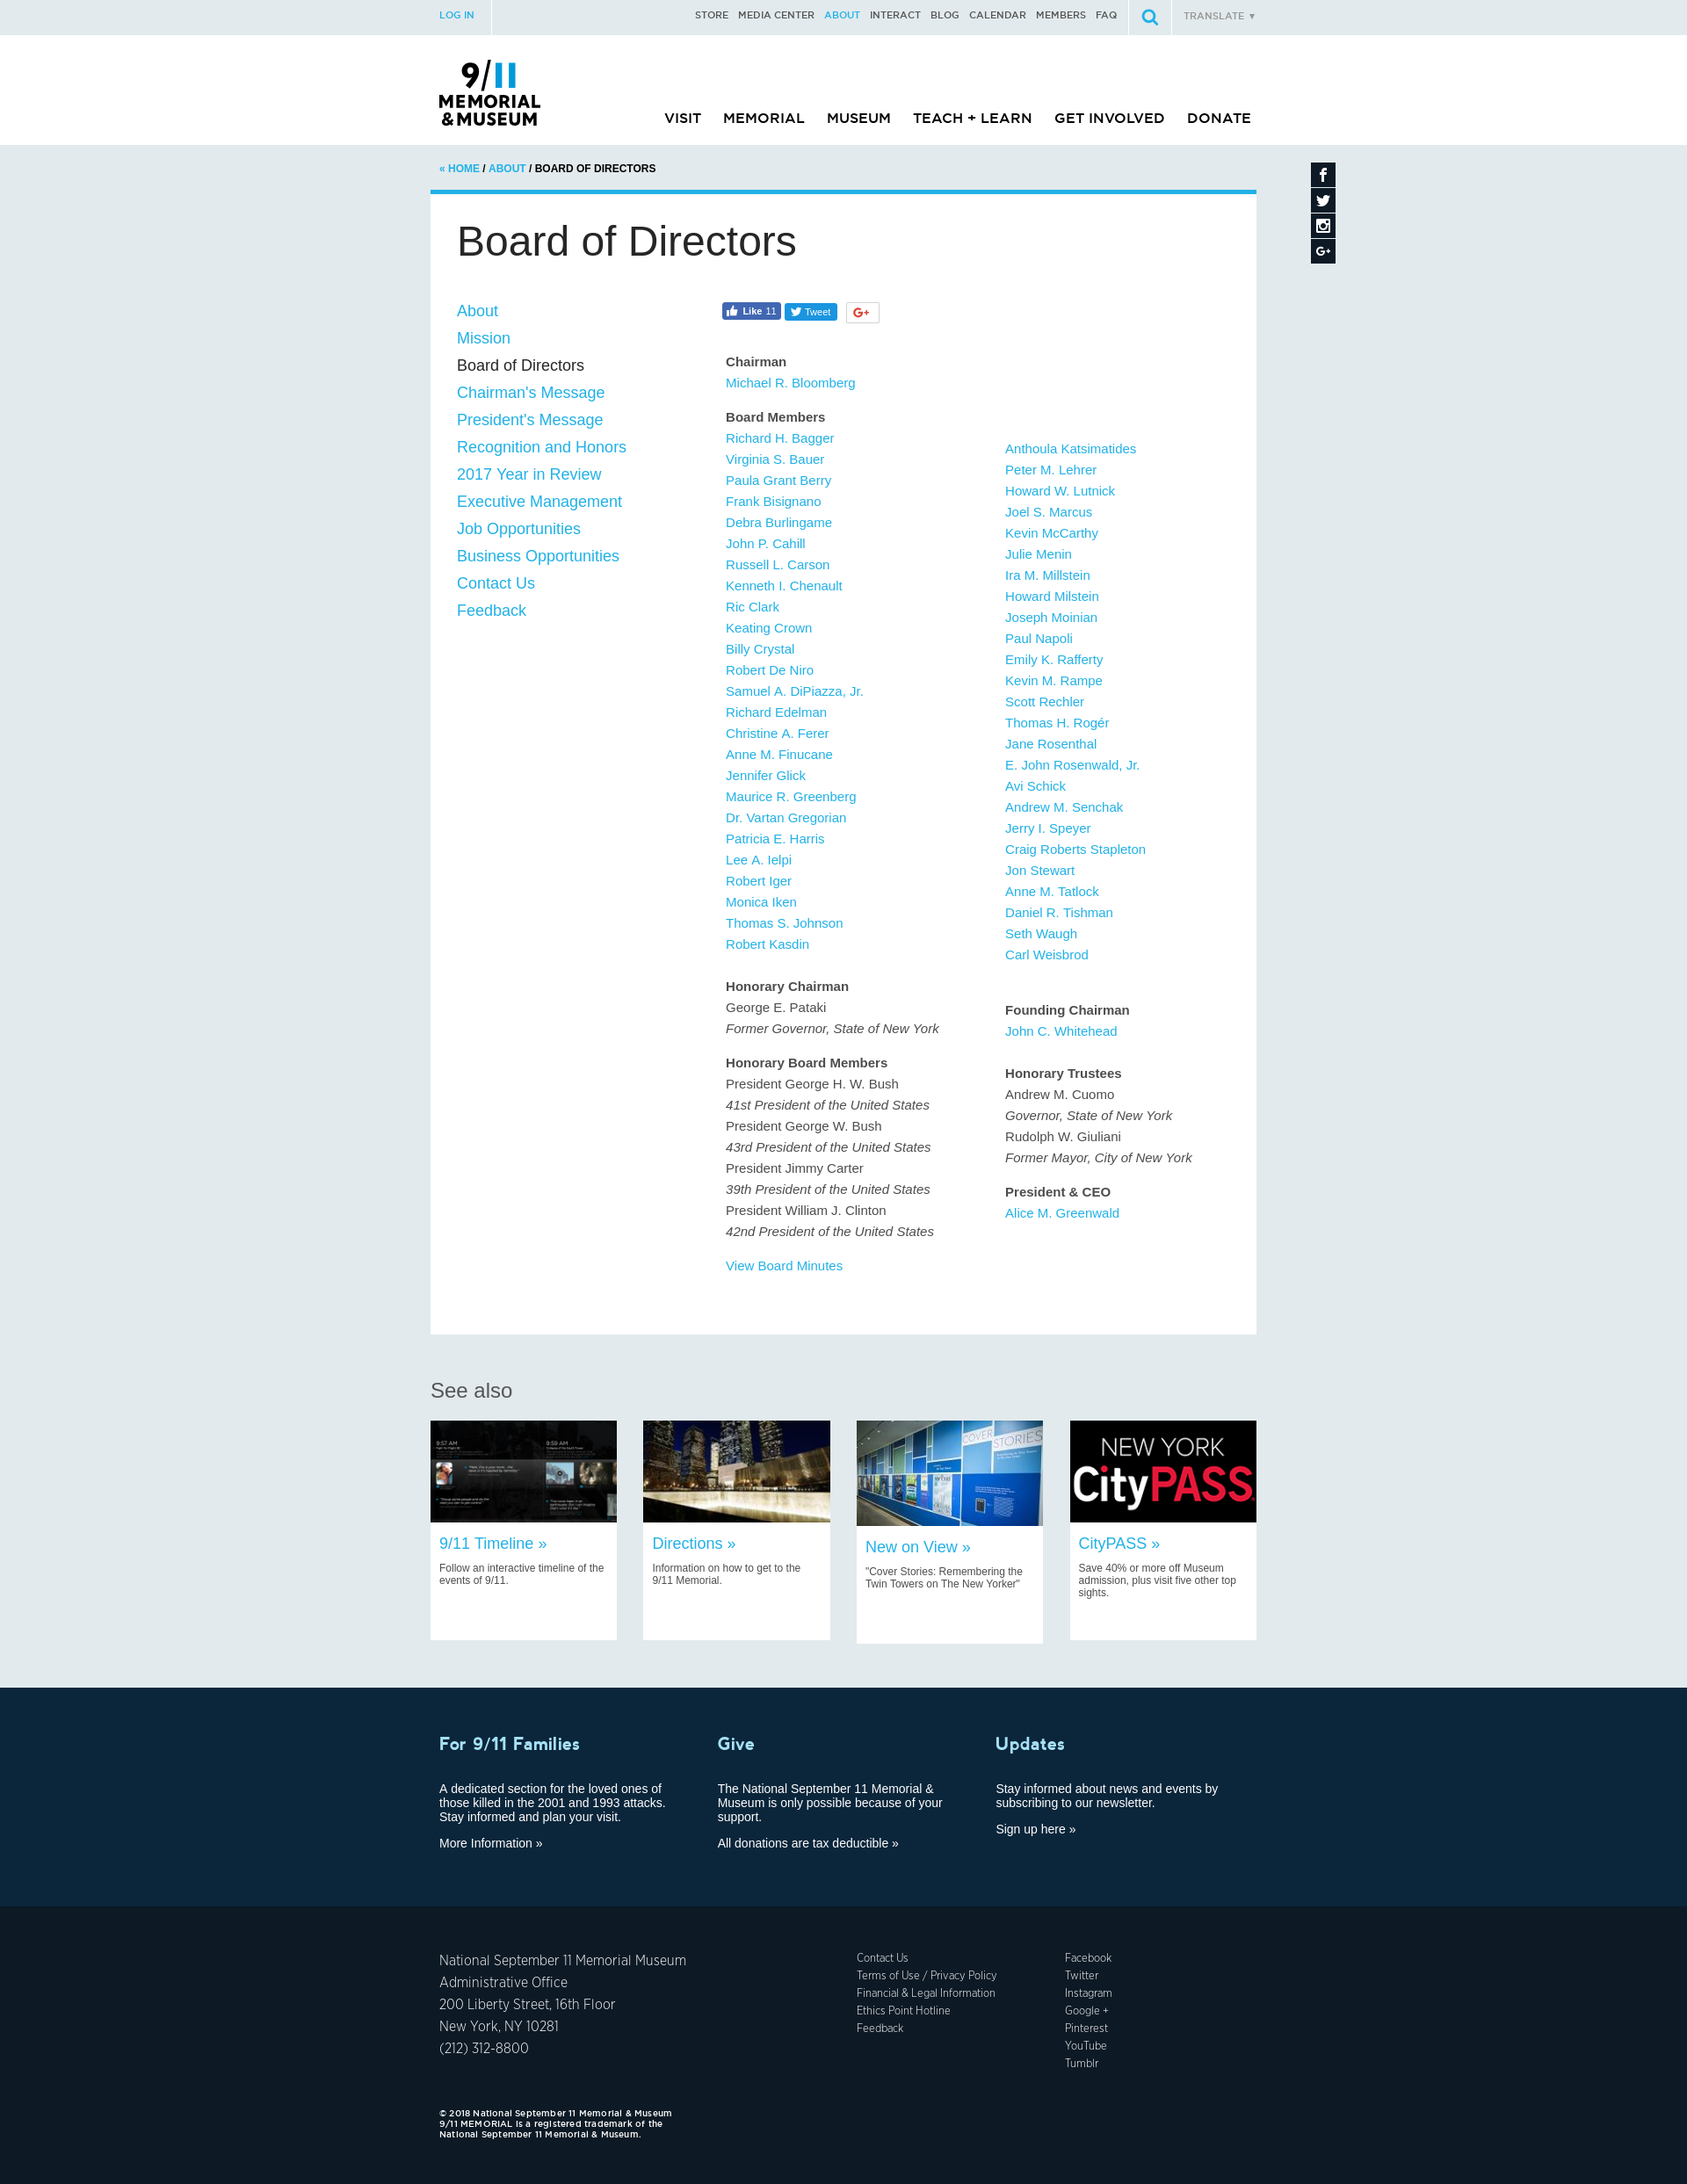 LOG IN
STORE MEDIA CENTER ABOUT INTERACT BLOG CALENDAR MEMBERS FAQ
TRANSLATE ▼
9/11
MEMORIAL
&MUSEUM
VISIT MEMORIAL MUSEUM TEACH + LEARN GET INVOLVED DONATE
« HOME / ABOUT / BOARD OF DIRECTORS
Board of Directors
About
Mission
Board of Directors
Chairman's Message
President's Message
Recognition and Honors
2017 Year in Review
Executive Management
Job Opportunities
Business Opportunities
Contact Us
Feedback
Like 11
Tweet
G+
Chairman
Michael R. Bloomberg
Board Members
Richard H. Bagger
Virginia S. Bauer
Paula Grant Berry
Frank Bisignano
Debra Burlingame
John P. Cahill
Russell L. Carson
Kenneth I. Chenault
Ric Clark
Keating Crown
Billy Crystal
Robert De Niro
Samuel A. DiPiazza, Jr.
Richard Edelman
Christine A. Ferer
Anne M. Finucane
Jennifer Glick
Maurice R. Greenberg
Dr. Vartan Gregorian
Patricia E. Harris
Lee A. Ielpi
Robert Iger
Monica Iken
Thomas S. Johnson
Robert Kasdin
Honorary Chairman
George E. Pataki
Former Governor, State of New York
Honorary Board Members
President George H. W. Bush
41st President of the United States
President George W. Bush
43rd President of the United States
President Jimmy Carter
39th President of the United States
President William J. Clinton
42nd President of the United States
View Board Minutes
Anthoula Katsimatides
Peter M. Lehrer
Howard W. Lutnick
Joel S. Marcus
Kevin McCarthy
Julie Menin
Ira M. Millstein
Howard Milstein
Joseph Moinian
Paul Napoli
Emily K. Rafferty
Kevin M. Rampe
Scott Rechler
Thomas H. Rogér
Jane Rosenthal
E. John Rosenwald, Jr.
Avi Schick
Andrew M. Senchak
Jerry I. Speyer
Craig Roberts Stapleton
Jon Stewart
Anne M. Tatlock
Daniel R. Tishman
Seth Waugh
Carl Weisbrod
Founding Chairman
John C. Whitehead
Honorary Trustees
Andrew M. Cuomo
Governor, State of New York
Rudolph W. Giuliani
Former Mayor, City of New York
President & CEO
Alice M. Greenwald
See also
9:57 AM
9:59 AM
9/11 Timeline »
Follow an interactive timeline of the
events of 9/11.
Directions »
Information on how to get to the
9/11 Memorial.
COVER STORIES
New on View »
"Cover Stories: Remembering the
Twin Towers on The New Yorker"
NEW YORK
CityPASS
CityPASS »
Save 40% or more off Museum
admission, plus visit five other top
sights.
For 9/11 Families
A dedicated section for the loved ones of
those killed in the 2001 and 1993 attacks.
Stay informed and plan your visit.
More Information »
Give
The National September 11 Memorial &
Museum is only possible because of your
support.
All donations are tax deductible »
Updates
Stay informed about news and events by
subscribing to our newsletter.
Sign up here »
National September 11 Memorial Museum
Administrative Office
200 Liberty Street, 16th Floor
New York, NY 10281
(212) 312-8800
Contact Us
Terms of Use / Privacy Policy
Financial & Legal Information
Ethics Point Hotline
Feedback
Facebook
Twitter
Instagram
Google +
Pinterest
YouTube
Tumblr
© 2018 National September 11 Memorial & Museum
9/11 MEMORIAL is a registered trademark of the
National September 11 Memorial & Museum.